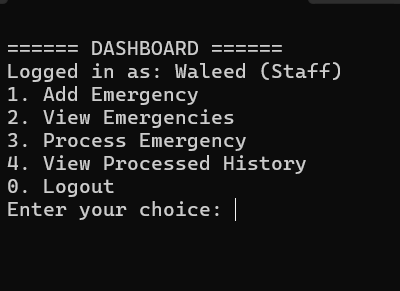 ====== DASHBOARD ======
Logged in as: Waleed (Staff)
1. Add Emergency
2. View Emergencies
3. Process Emergency
4. View Processed History
0. Logout
Enter your choice: